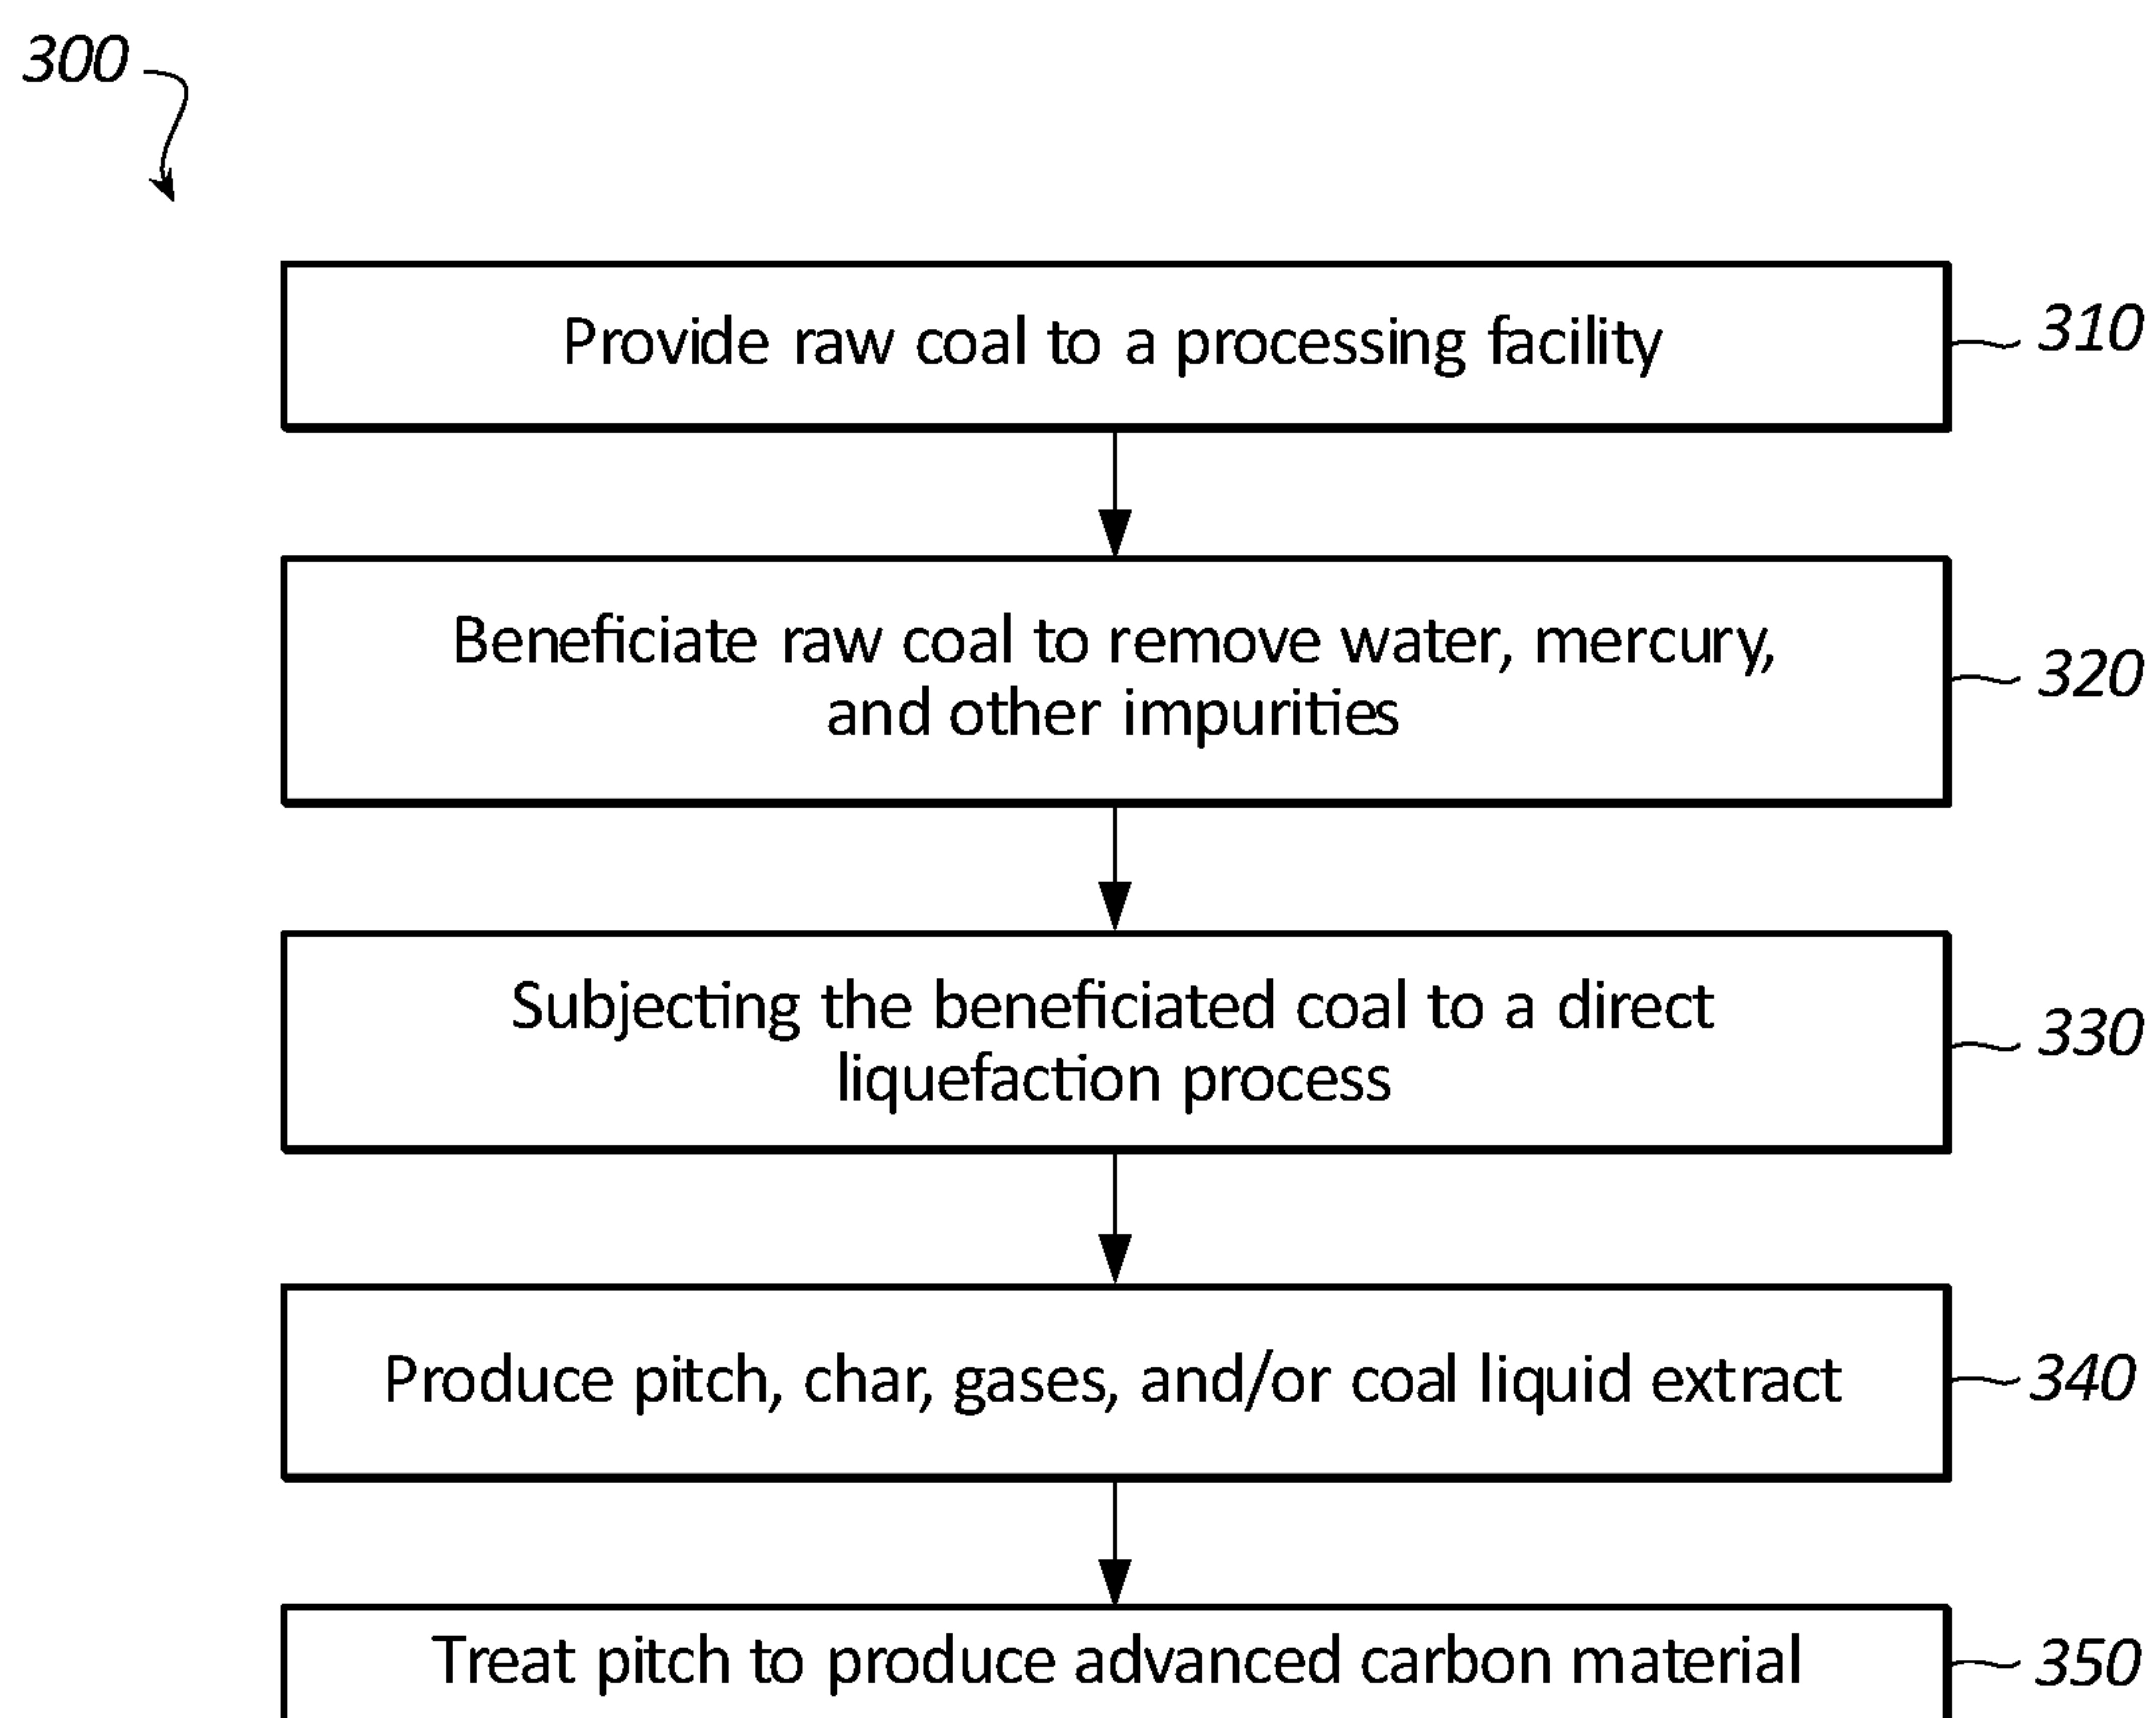 300
Provide raw coal to a processing facility
310
Beneficiate raw coal to remove water, mercury,
and other impurities
320
Subjecting the beneficiated coal to a direct
liquefaction process
330
Produce pitch, char, gases, and/or coal liquid extract
340
Treat pitch to produce advanced carbon material
350